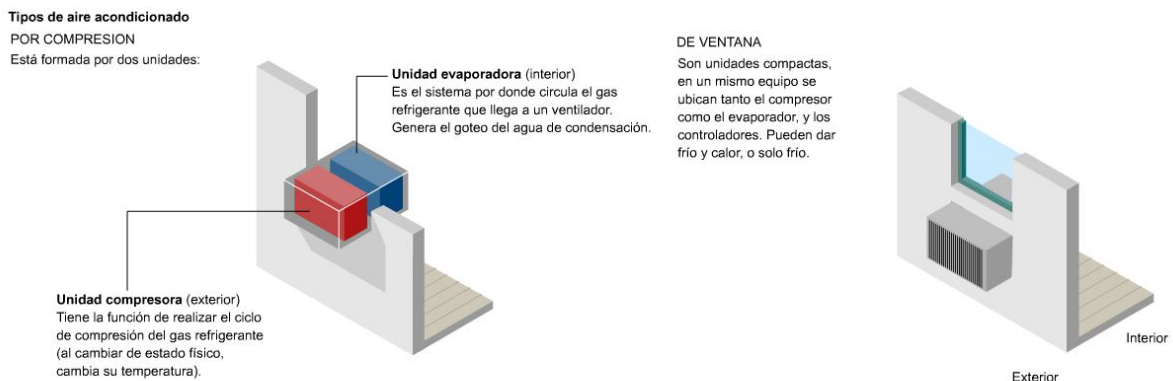 Tipos de aire acondicionado
POR COMPRESION
Está formada por dos unidades:
Unidad evaporadora (interior)
Es el sistema por donde circula el gas
refrigerante que llega a un ventilador.
Genera el goteo del agua de condensación.
Unidad compresora (exterior)
Tiene la función de realizar el ciclo
de compresión del gas refrigerante
(al cambiar de estado físico,
cambia su temperatura).
DE VENTANA
Son unidades compactas,
en un mismo equipo se
ubican tanto el compresor
como el evaporador, y los
controladores. Pueden dar
frío y calor, o solo frío.
Interior
Exterior